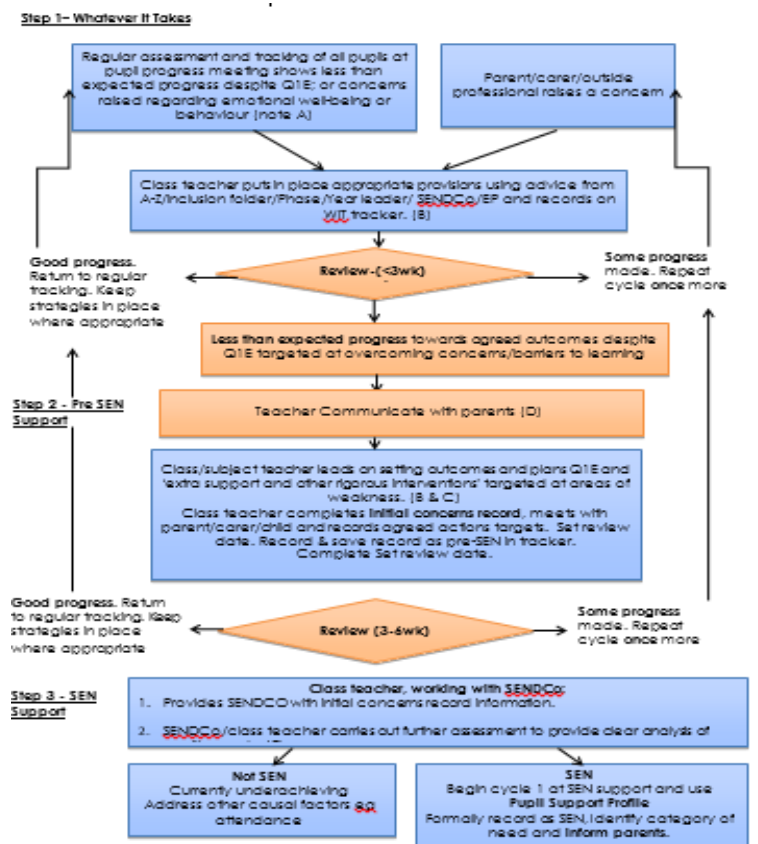 Step 1– Whatever It Takes
Regular assessment and tracking of all pupils at
pupil progress meeting shows less than
expected progress despite Q1E; or concerns
raised regarding emotional well-being or
behaviour (note A)
Parent/carer/outside
professional raises a concern
Class teacher puts in place appropriate provisions using advice from
A-Z/Inclusion folder/Phase/Year leader/ SENDCo/EP and records on
WIT tracker. (B)
Good progress.
Return to regular
tracking. Keep
strategies in place
where appropriate
Review-(<3wk)
Some progress
made. Repeat
cycle once more
Less than expected progress towards agreed outcomes despite
Q1E targeted at overcoming concerns/barriers to learning
Step 2 - Pre SEN
Support
Teacher Communicate with parents (D)
Class/subject teacher leads on setting outcomes and plans Q1E and
'extra support and other rigorous interventions' targeted at areas of
weakness. (B & C)
Class teacher completes initial concerns record, meets with
parent/carer/child and records agreed actions targets. Set review
date. Record & save record as pre-SEN in tracker.
Complete Set review date.
Good progress. Return
to regular tracking. Keep
strategies in place
where appropriate
Review (3-6wk)
Some progress
made. Repeat
cycle once more
Step 3 - SEN
Support
Class teacher, working with SENDCo:
1. Provides SENDCO with initial concerns record information.
2. SENDCo/class teacher carries out further assessment to provide clear analysis of
Not SEN
Currently underachieving
Address other causal factors eg
attendance
SEN
Begin cycle 1 at SEN support and use
Pupil Support Profile
Formally record as SEN, identify category of
need and inform parents.